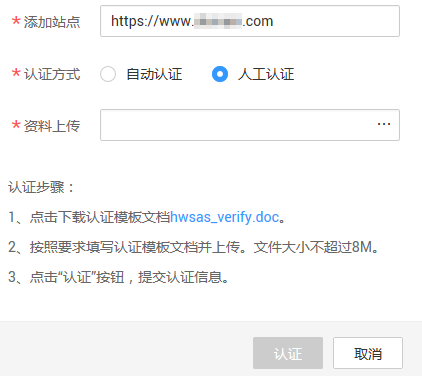 *添加站点 https://www. .com
*认证方式 自动认证 人工认证
*资料上传 ...
认证步骤：
1、点击下载认证模板文档hwsas_verify.doc。
2、按照要求填写认证模板文档并上传。文件大小不超过8M。
3、点击“认证”按钮，提交认证信息。
认证 取消